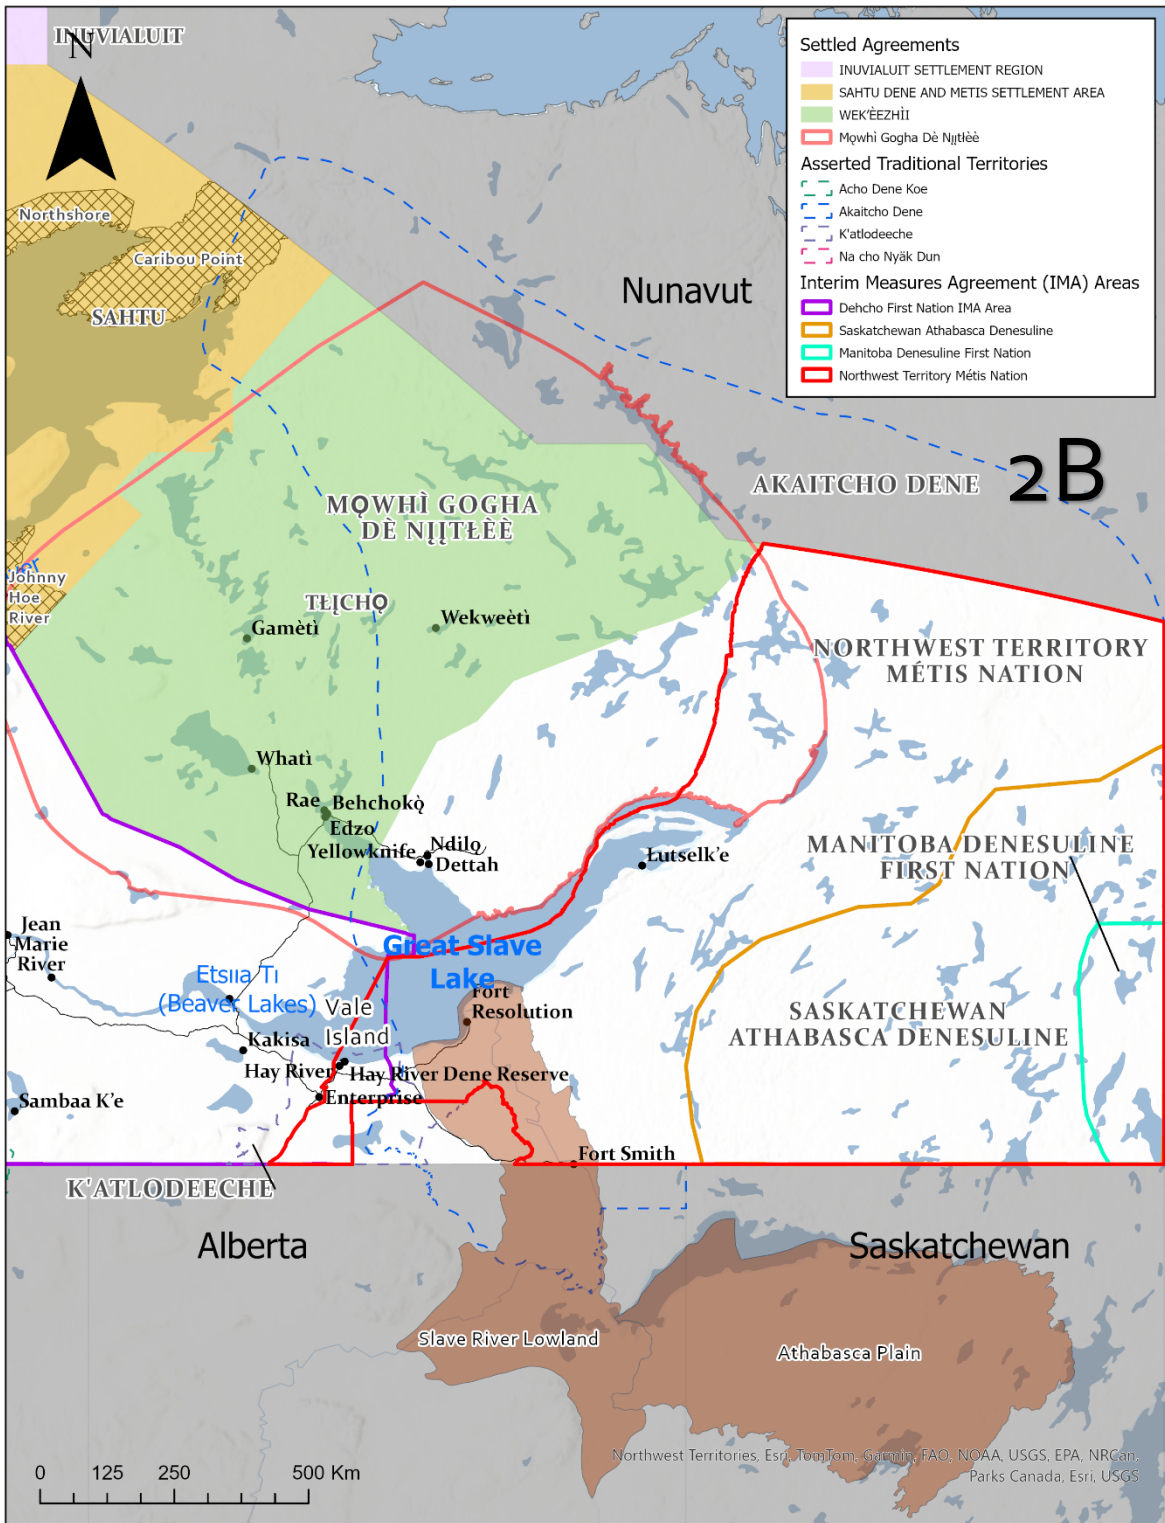 INUVIALUIT
N
Settled Agreements
INUVIALUIT SETTLEMENT REGION
SAHTU DENE AND METIS SETTLEMENT AREA
WEK'ÈEZHÌI
Mǫwhì Gogha Dè Nįįtłèè
Asserted Traditional Territories
Acho Dene Koe
Akaitcho Dene
K'atlodeeche
Na cho Nyäk Dun
Interim Measures Agreement (IMA) Areas
Dehcho First Nation IMA Area
Saskatchewan Athabasca Denesuline
Manitoba Denesuline First Nation
Northwest Territory Métis Nation
Northshore
Caribou Point
SAHTU
Nunavut
2B
AKAITCHO DENE
MǪWHÌ GOGHA
DÈ NĮĮTŁÈÈ
Johnny
Hoe
River
TŁĮCHǪ
Wekweètì
Gamètì
NORTHWEST TERRITORY
MÉTIS NATION
Whatì
Rae
Behchokǫ̀
Edzo
Yellowknife
Ndilǫ
Dettah
Łutselk'e
MANITOBA DENESULINE
FIRST NATION
Jean
Marie
River
Great Slave
Lake
Etsııa Tı
(Beaver Lakes)
Vale
Island
Fort
Resolution
SASKATCHEWAN
ATHABASCA DENESULINE
Kakisa
Hay River
Hay River Dene Reserve
Enterprise
Sambaa K'e
Fort Smith
K'ATLODEECHE
Alberta
Saskatchewan
Slave River Lowland
Athabasca Plain
Northwest Territories, Esri, TomTom, Garmin, FAO, NOAA, USGS, EPA, NRCan,
Parks Canada, Esri, USGS
0 125 250 500 Km